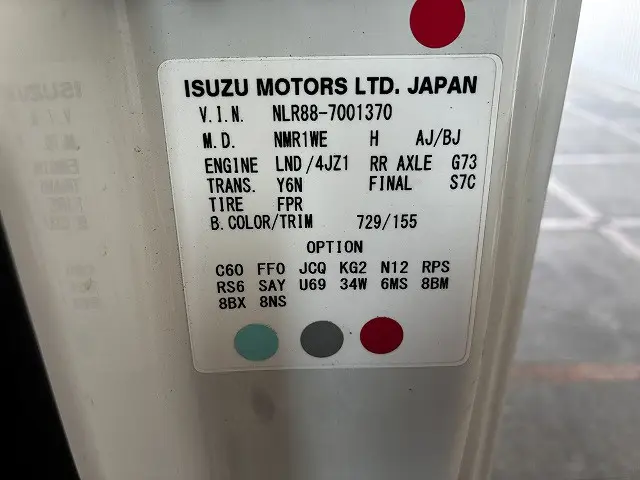 ISUZU MOTORS LTD. JAPAN
V.I.N. NLR88-7001370
M.D. NMR1WE H AJ/BJ
ENGINE LND/4JZ1 RR AXLE G73
TRANS. Y6N FINAL S7C
TIRE FPR
B.COLOR/TRIM 729/155
OPTION
C60 FF0 JCQ KG2 N12 RPS
RS6 SAY U69 34W 6MS 8BM
8BX 8NS